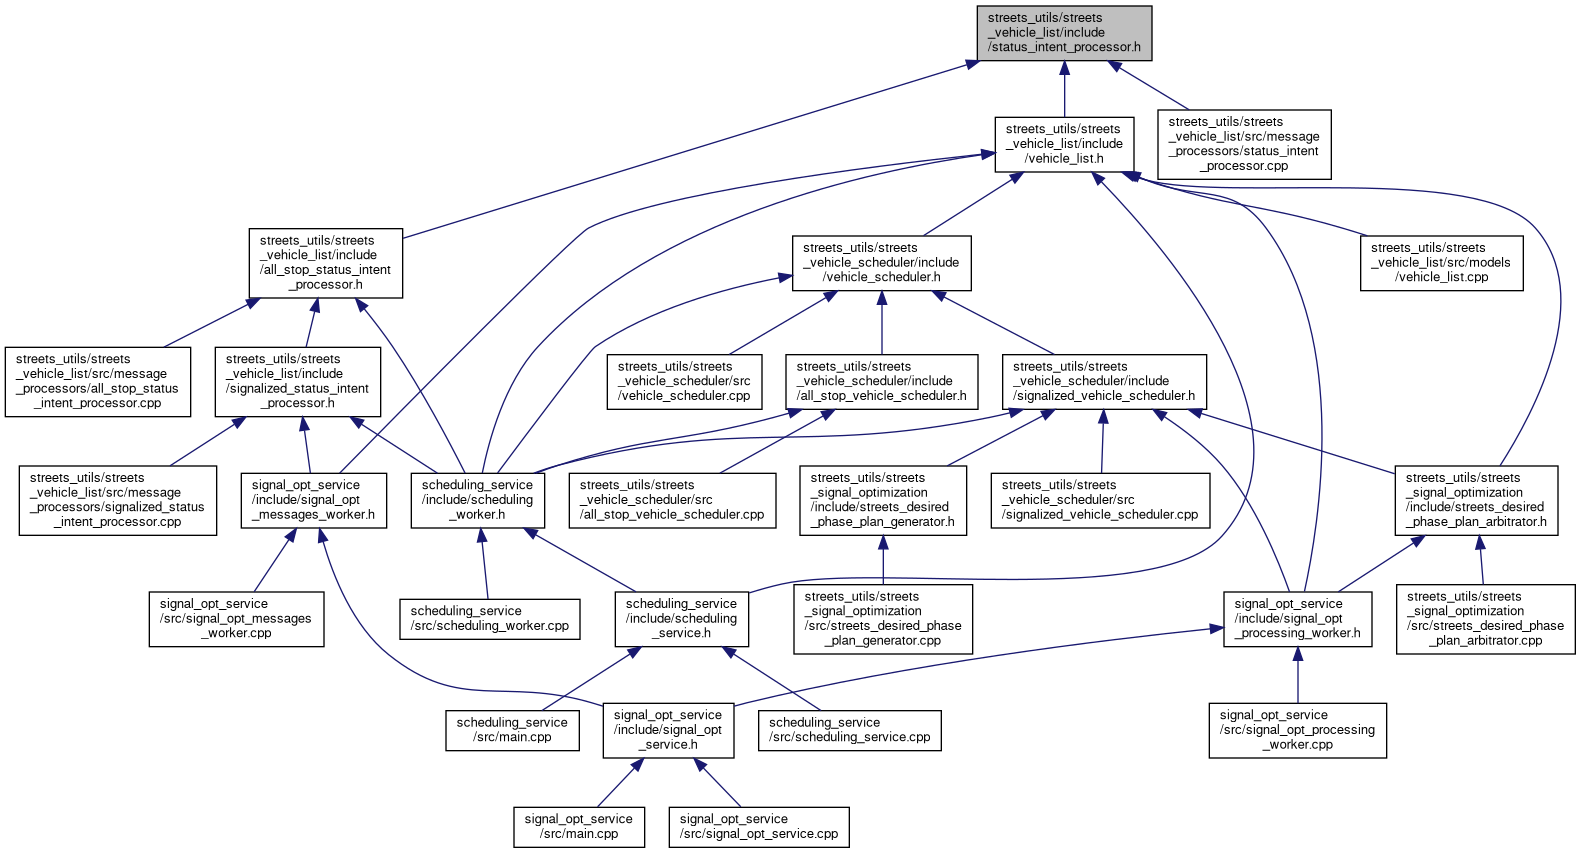 streets_utils/streets
_vehicle_list/include
/status_intent_processor.h
streets_utils/streets
_vehicle_list/include
/vehicle_list.h
streets_utils/streets
_vehicle_list/src/message
_processors/status_intent
_processor.cpp
streets_utils/streets
_vehicle_list/include
/all_stop_status_intent
_processor.h
streets_utils/streets
_vehicle_scheduler/include
/vehicle_scheduler.h
streets_utils/streets
_vehicle_list/src/models
/vehicle_list.cpp
streets_utils/streets
_vehicle_list/src/message
_processors/all_stop_status
_intent_processor.cpp
streets_utils/streets
_vehicle_list/include
/signalized_status_intent
_processor.h
streets_utils/streets
_vehicle_scheduler/src
/vehicle_scheduler.cpp
streets_utils/streets
_vehicle_scheduler/include
/all_stop_vehicle_scheduler.h
streets_utils/streets
_vehicle_scheduler/include
/signalized_vehicle_scheduler.h
streets_utils/streets
_vehicle_list/src/message
_processors/signalized_status
_intent_processor.cpp
signal_opt_service
/include/signal_opt
_messages_worker.h
scheduling_service
/include/scheduling
_worker.h
streets_utils/streets
_vehicle_scheduler/src
/all_stop_vehicle_scheduler.cpp
streets_utils/streets
_signal_optimization
/include/streets_desired
_phase_plan_generator.h
streets_utils/streets
_vehicle_scheduler/src
/signalized_vehicle_scheduler.cpp
streets_utils/streets
_signal_optimization
/include/streets_desired
_phase_plan_arbitrator.h
signal_opt_service
/src/signal_opt_messages
_worker.cpp
scheduling_service
/src/scheduling_worker.cpp
scheduling_service
/include/scheduling
_service.h
streets_utils/streets
_signal_optimization
/src/streets_desired_phase
_plan_generator.cpp
signal_opt_service
/include/signal_opt
_processing_worker.h
streets_utils/streets
_signal_optimization
/src/streets_desired_phase
_plan_arbitrator.cpp
scheduling_service
/src/main.cpp
signal_opt_service
/include/signal_opt
_service.h
scheduling_service
/src/scheduling_service.cpp
signal_opt_service
/src/signal_opt_processing
_worker.cpp
signal_opt_service
/src/main.cpp
signal_opt_service
/src/signal_opt_service.cpp